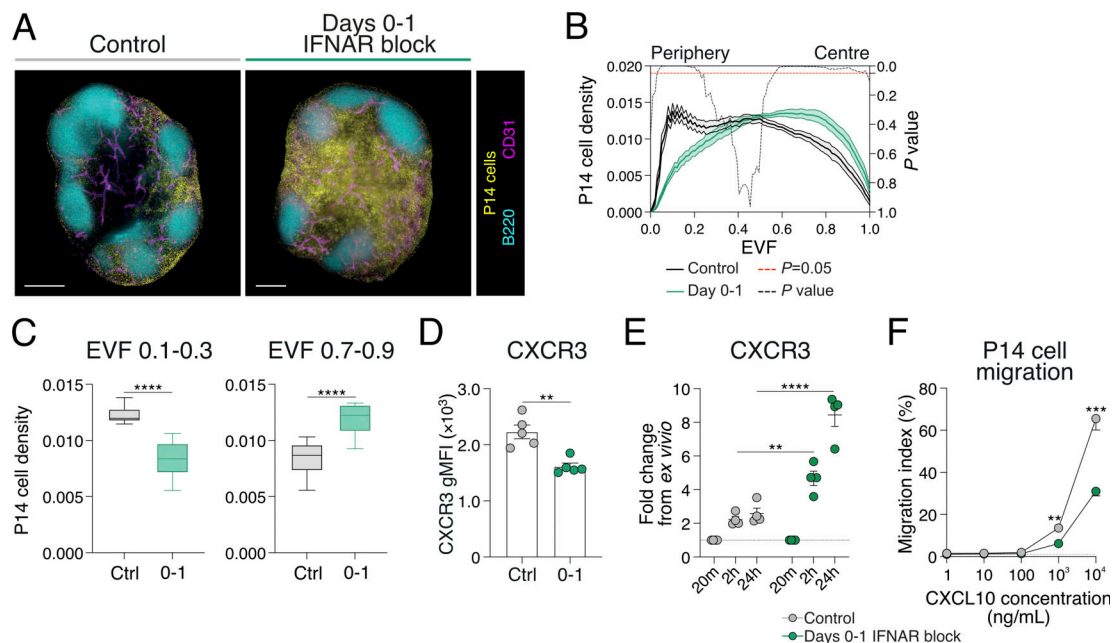 A
Control
Days 0-1
IFNAR block
P14 cells
CD31
B220
B
Periphery
Centre
0.020
0.015
0.010
0.005
0.000
P14 cell density
0.0
0.2
0.4
0.6
0.8
1.0
P value
0.0
0.2
0.4
0.6
0.8
1.0
EVF
Control
P=0.05
Day 0-1
P value
C
EVF 0.1-0.3
EVF 0.7-0.9
P14 cell density
0.015
0.010
0.005
0.000
****
Ctrl
0-1
0.015
0.010
0.005
0.000
****
Ctrl
0-1
D
CXCR3
CXCR3 gMFI (×10³)
3.0
2.0
1.0
0
**
Ctrl
0-1
E
CXCR3
Fold change
from ex vivio
10
8
6
4
2
0
**
****
20m
2h
24h
20m
2h
24h
Control
Days 0-1 IFNAR block
F
P14 cell
migration
Migration index (%)
80
60
40
20
0
**
***
1
10
100
10³
10⁴
CXCL10 concentration
(ng/mL)